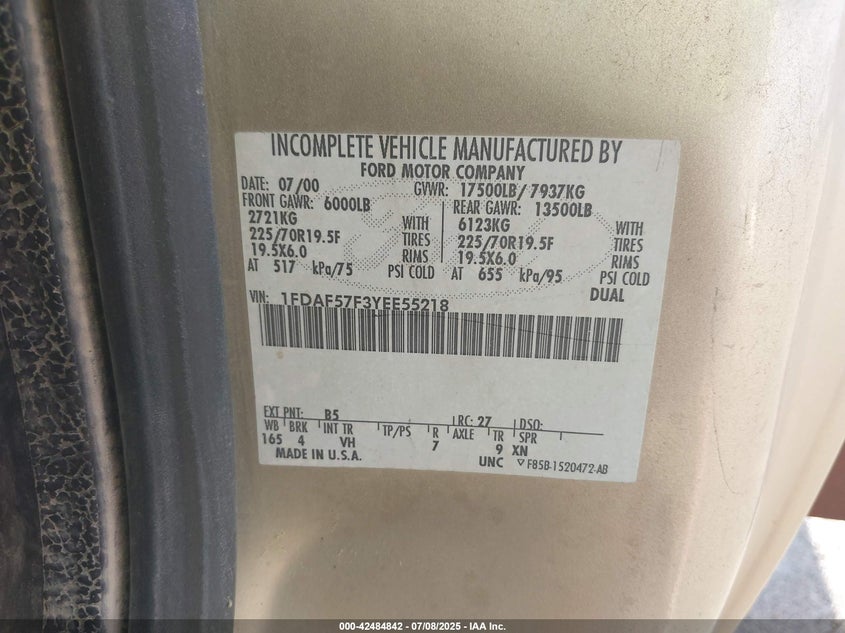 INCOMPLETE VEHICLE MANUFACTURED BY
FORD MOTOR COMPANY
DATE: 07/00 GVWR: 17500LB/ 7937KG
FRONT GAWR: 6000LB REAR GAWR: 13500LB
2721KG WITH 6123KG WITH
225/70R19.5F TIRES 225/70R19.5F TIRES
19.5X6.0 RIMS 19.5X6.0 RIMS
AT 517 kPa/75 PSI COLD AT 655 kPa/95 PSI COLD
DUAL
VIN: 1FDAF57F3YEE55218
EXT PNT: B5 RC: 27 DSO:
WB BRK INT TR TP/PS R AXLE TR SPR
165 4 VH 7 9 XN
MADE IN U.S.A. UNC F85B-1520472-AB
000-42484842 / 07/08/2025 - IAA Inc.